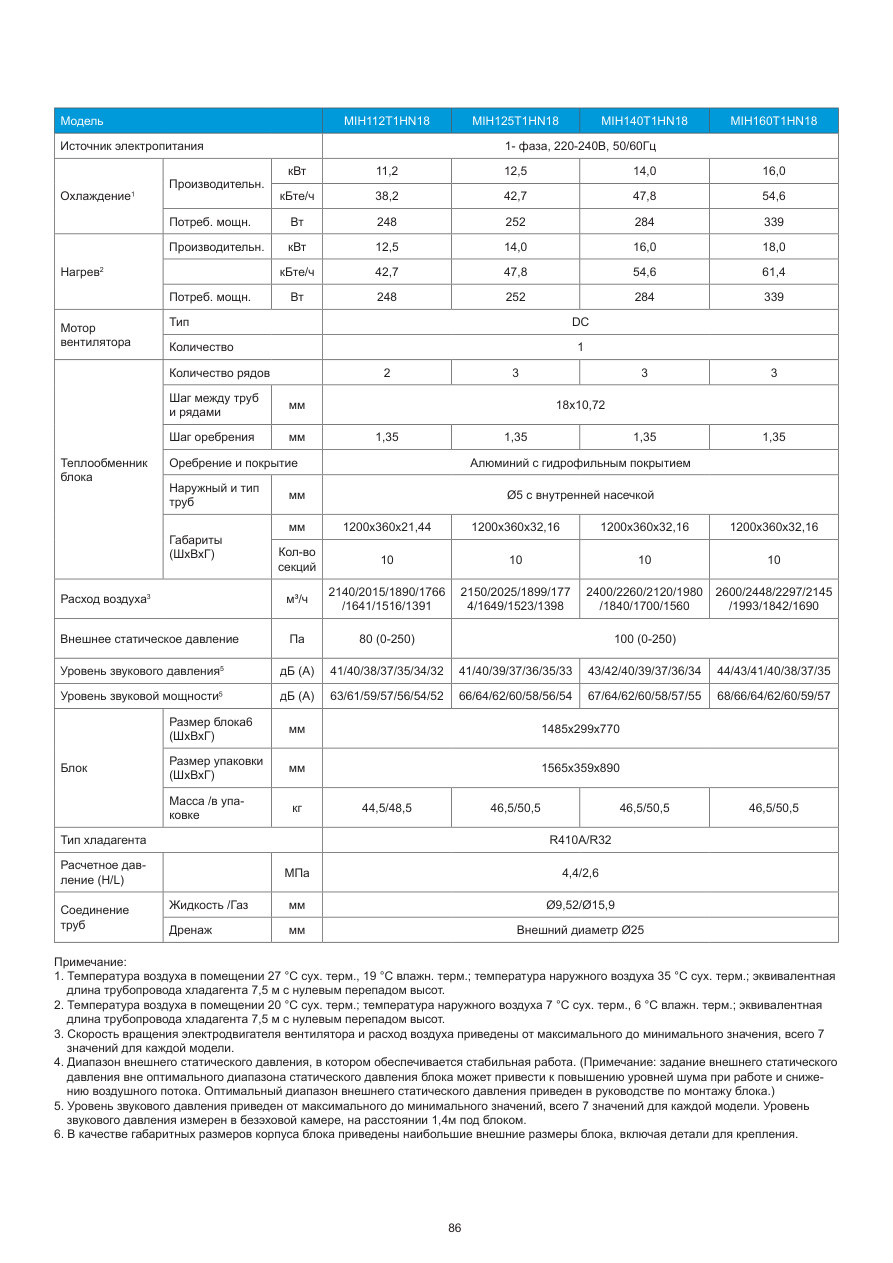 Модель MIH112T1HN18 MIH125T1HN18 MIH140T1HN18 MIH160T1HN18
Источник электропитания 1- фаза, 220-240В, 50/60Гц
Охлаждение¹ Производительн. кВт 11,2 12,5 14,0 16,0
кБте/ч 38,2 42,7 47,8 54,6
Потреб. мощн. Вт 248 252 284 339
Нагрев² Производительн. кВт 12,5 14,0 16,0 18,0
кБте/ч 42,7 47,8 54,6 61,4
Потреб. мощн. Вт 248 252 284 339
Мотор
вентилятора
Тип DC
Количество 1
Теплообменник
блока
Количество рядов 2 3 3 3
Шаг между труб
и рядами
мм 18x10,72
Шаг оребрения мм 1,35 1,35 1,35 1,35
Оребрение и покрытие Алюминий с гидрофильным покрытием
Наружный и тип
труб
мм Ø5 с внутренней насечкой
Габариты
(ШхВхГ)
мм 1200x360x21,44 1200x360x32,16 1200x360x32,16 1200x360x32,16
Кол-во
секций
10 10 10 10
Расход воздуха³ м³/ч
2140/2015/1890/1766 2150/2025/1899/177 2400/2260/2120/1980 2600/2448/2297/2145
/1641/1516/1391 4/1649/1523/1398 /1840/1700/1560 /1993/1842/1690
Внешнее статическое давление Па 80 (0-250) 100 (0-250)
Уровень звукового давления⁵ дБ (А) 41/40/38/37/35/34/32 41/40/39/37/36/35/33 43/42/40/39/37/36/34 44/43/41/40/38/37/35
Уровень звуковой мощности⁵ дБ (А) 63/61/59/57/56/54/52 66/64/62/60/58/56/54 67/64/62/60/58/57/55 68/66/64/62/60/59/57
Блок
Размер блока6
(ШхВхГ)
мм 1485x299x770
Размер упаковки
(ШхВхГ)
мм 1565x359x890
Масса /в упа-
ковке
кг 44,5/48,5 46,5/50,5 46,5/50,5 46,5/50,5
Тип хладагента R410A/R32
Расчетное дав-
ление (H/L)
МПа 4,4/2,6
Соединение
труб
Жидкость /Газ мм Ø9,52/Ø15,9
Дренаж мм Внешний диаметр Ø25
Примечание:
1. Температура воздуха в помещении 27 °C сух. терм., 19 °C влажн. терм.; температура наружного воздуха 35 °C сух. терм.; эквивалентная
длина трубопровода хладагента 7,5 м с нулевым перепадом высот.
2. Температура воздуха в помещении 20 °C сух. терм.; температура наружного воздуха 7 °C сух. терм., 6 °C влажн. терм.; эквивалентная
длина трубопровода хладагента 7,5 м с нулевым перепадом высот.
3. Скорость вращения электродвигателя вентилятора и расход воздуха приведены от максимального до минимального значения, всего 7
значений для каждой модели.
4. Диапазон внешнего статического давления, в котором обеспечивается стабильная работа. (Примечание: задание внешнего статического
давления вне оптимального диапазона статического давления блока может привести к повышению уровней шума при работе и сниже-
нию воздушного потока. Оптимальный диапазон внешнего статического давления приведен в руководстве по монтажу блока.)
5. Уровень звукового давления приведен от максимального до минимального значений, всего 7 значений для каждой модели. Уровень
звукового давления измерен в безэховой камере, на расстоянии 1,4м под блоком.
6. В качестве габаритных размеров корпуса блока приведены наибольшие внешние размеры блока, включая детали для крепления.
86